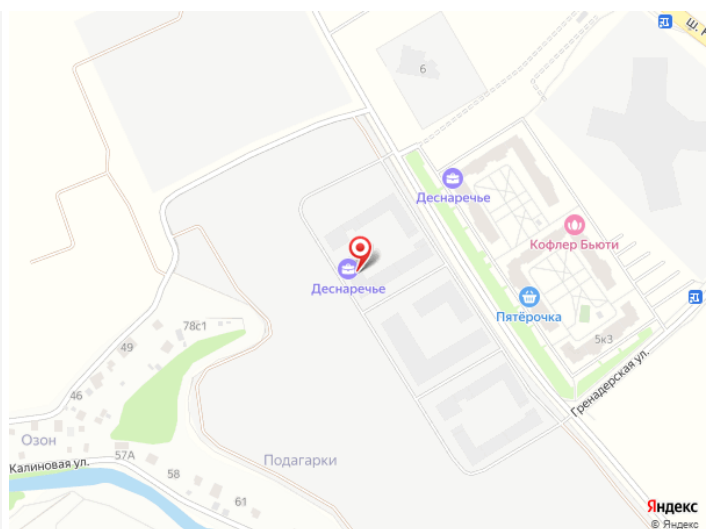 ш.
6
Деснаречье
Кофлер Бьюти
Деснаречье
Пятёрочка
78с1
49
5к3
46
Гренадерская ул.
Озон
57А
Подагарки
Калиновая ул.
58
61
Яндекс
© Яндекс